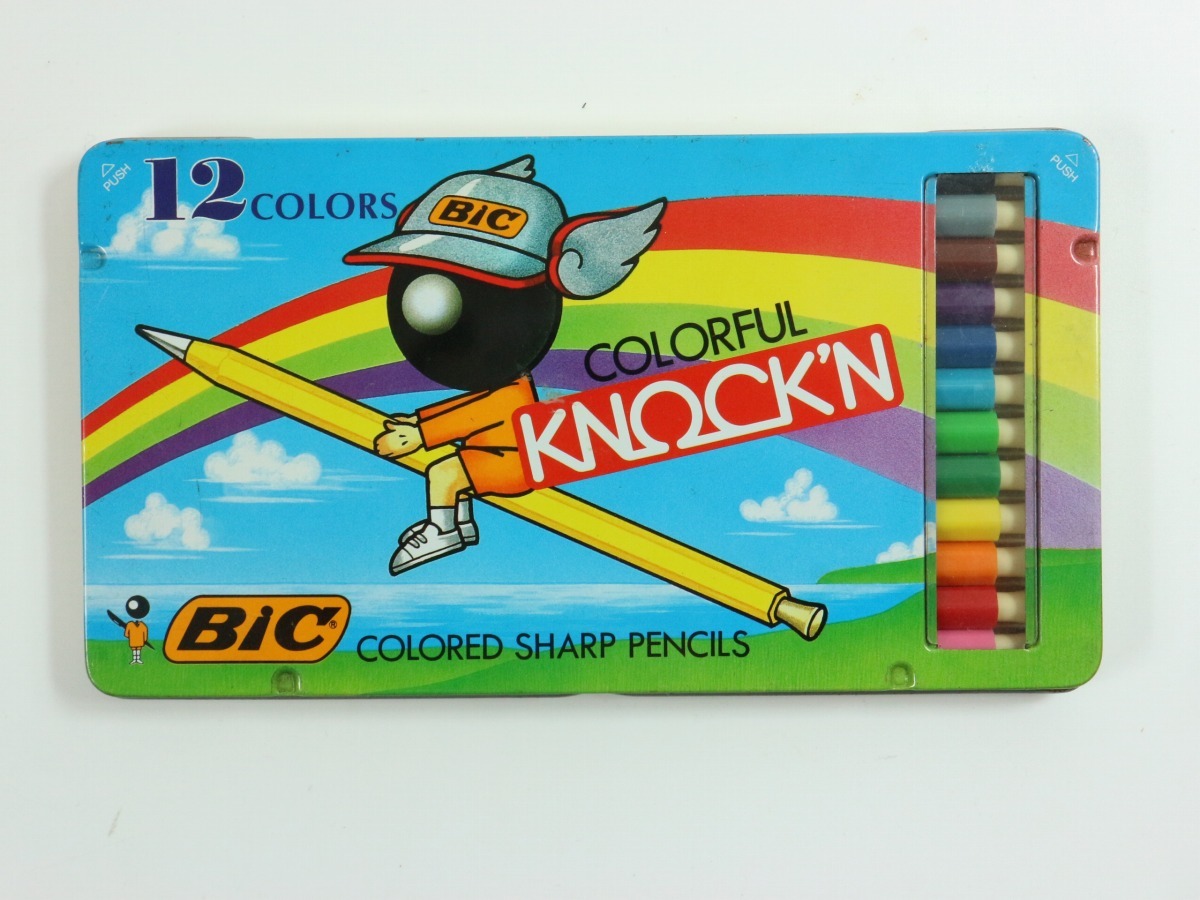 PUSH
PUSH
12 COLORS
BiC
COLORFUL
KNOCK'N
BiC®
COLORED SHARP PENCILS